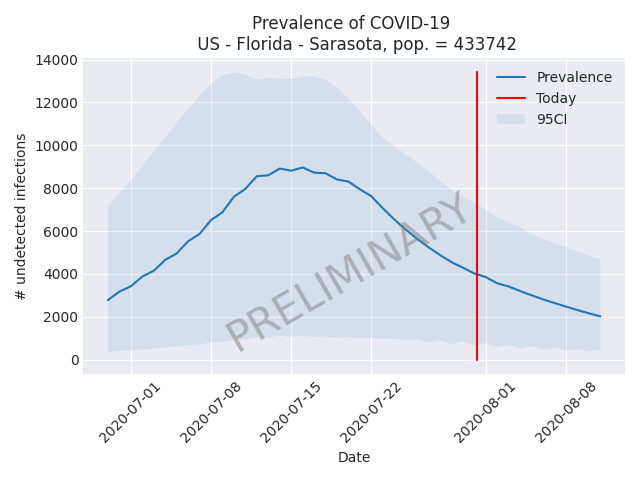 Prevalence of COVID-19
US - Florida - Sarasota, pop. = 433742
14000
12000
10000
8000
6000
4000
2000
0
# undetected infections
Prevalence
Today
95CI
PRELIMINARY
2020-07-01
2020-07-08
2020-07-15
2020-07-22
2020-08-01
2020-08-08
Date